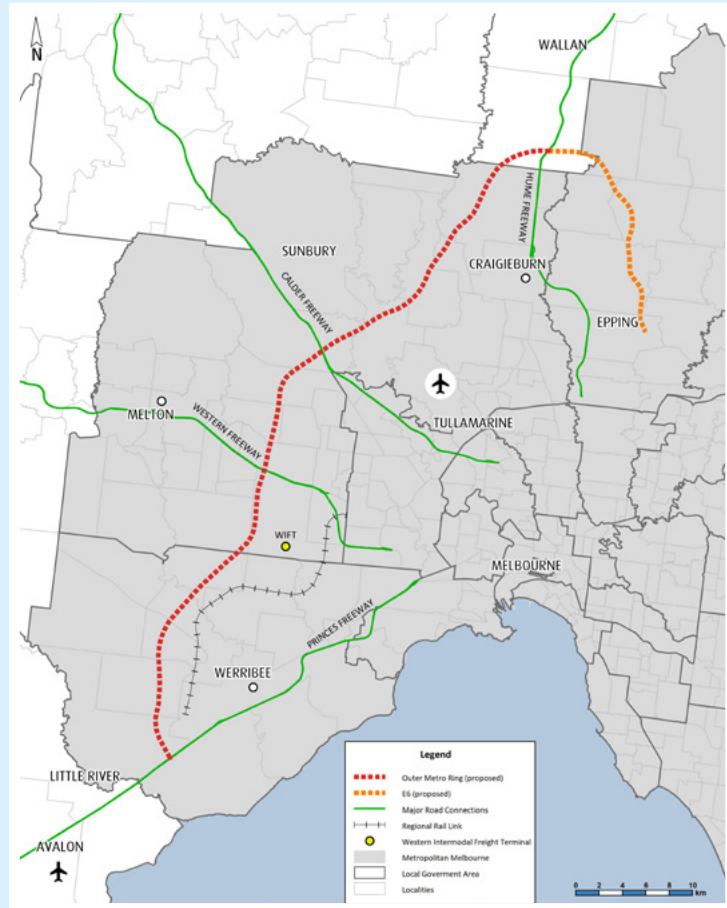 N
WALLAN
HUME FREEWAY
SUNBURY
CRAIGIEBURN
CALDER FREEWAY
EPPING
MELTON
TULLAMARINE
WESTERN FREEWAY
WIFT
MELBOURNE
PRINCES FREEWAY
WERRIBEE
LITTLE RIVER
AVALON
Legend
Outer Metro Ring (proposed)
E6 (proposed)
Major Road Connections
Regional Rail Link
Western Intermodal Freight Terminal
Metropolitan Melbourne
Local Goverment Area
Localities
0 2 4 6 8 10
km